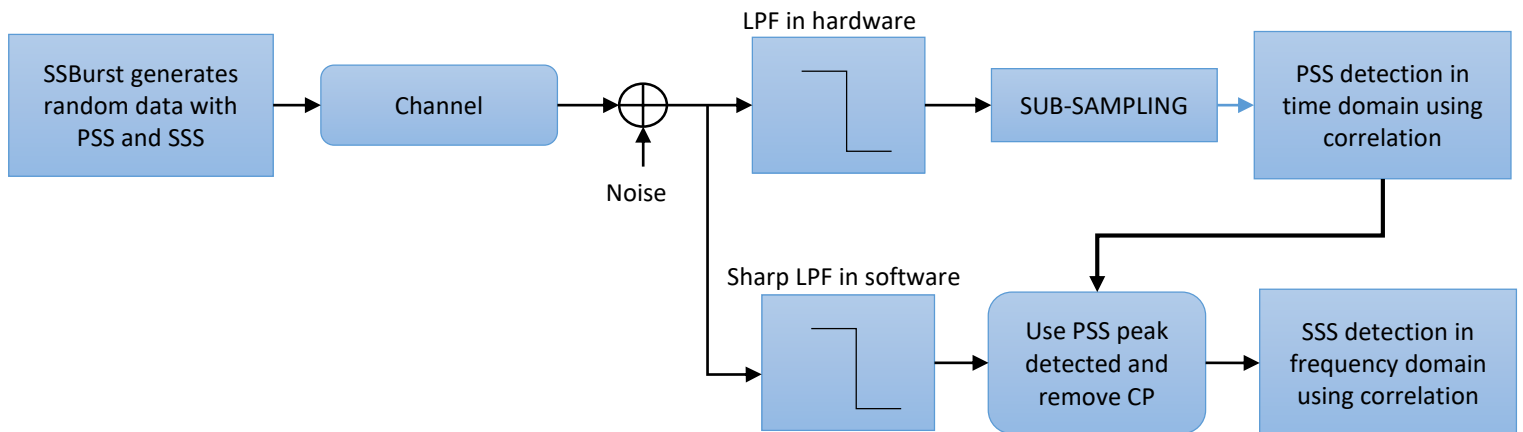 LPF in hardware
SSBurst generates
random data with
PSS and SSS
Channel
Noise
SUB-SAMPLING
PSS detection in
time domain using
correlation
Sharp LPF in software
Use PSS peak
detected and
remove CP
SSS detection in
frequency domain
using correlation